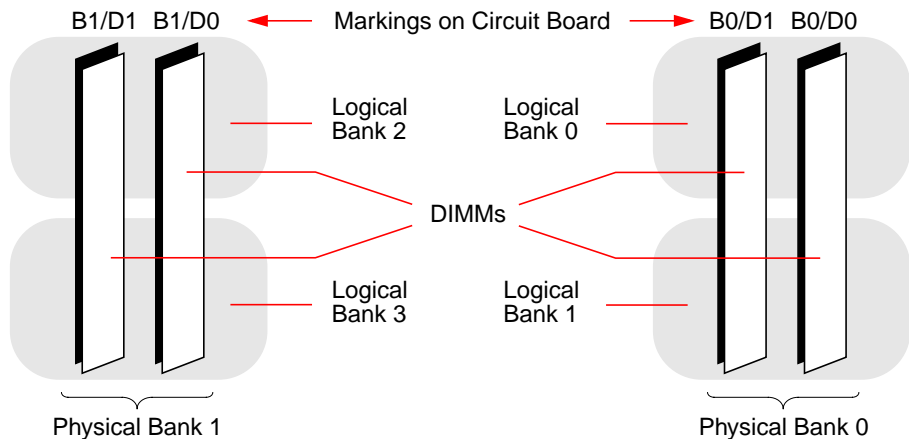 B1/D1 B1/D0 Markings on Circuit Board B0/D1 B0/D0
Logical
Bank 2
Logical
Bank 0
DIMMs
Logical
Bank 3
Logical
Bank 1
Physical Bank 1
Physical Bank 0